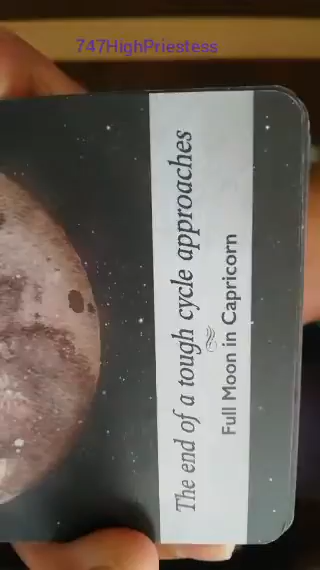 747HighPriestess
The end of a tough cycle approaches
Full Moon in Capricorn